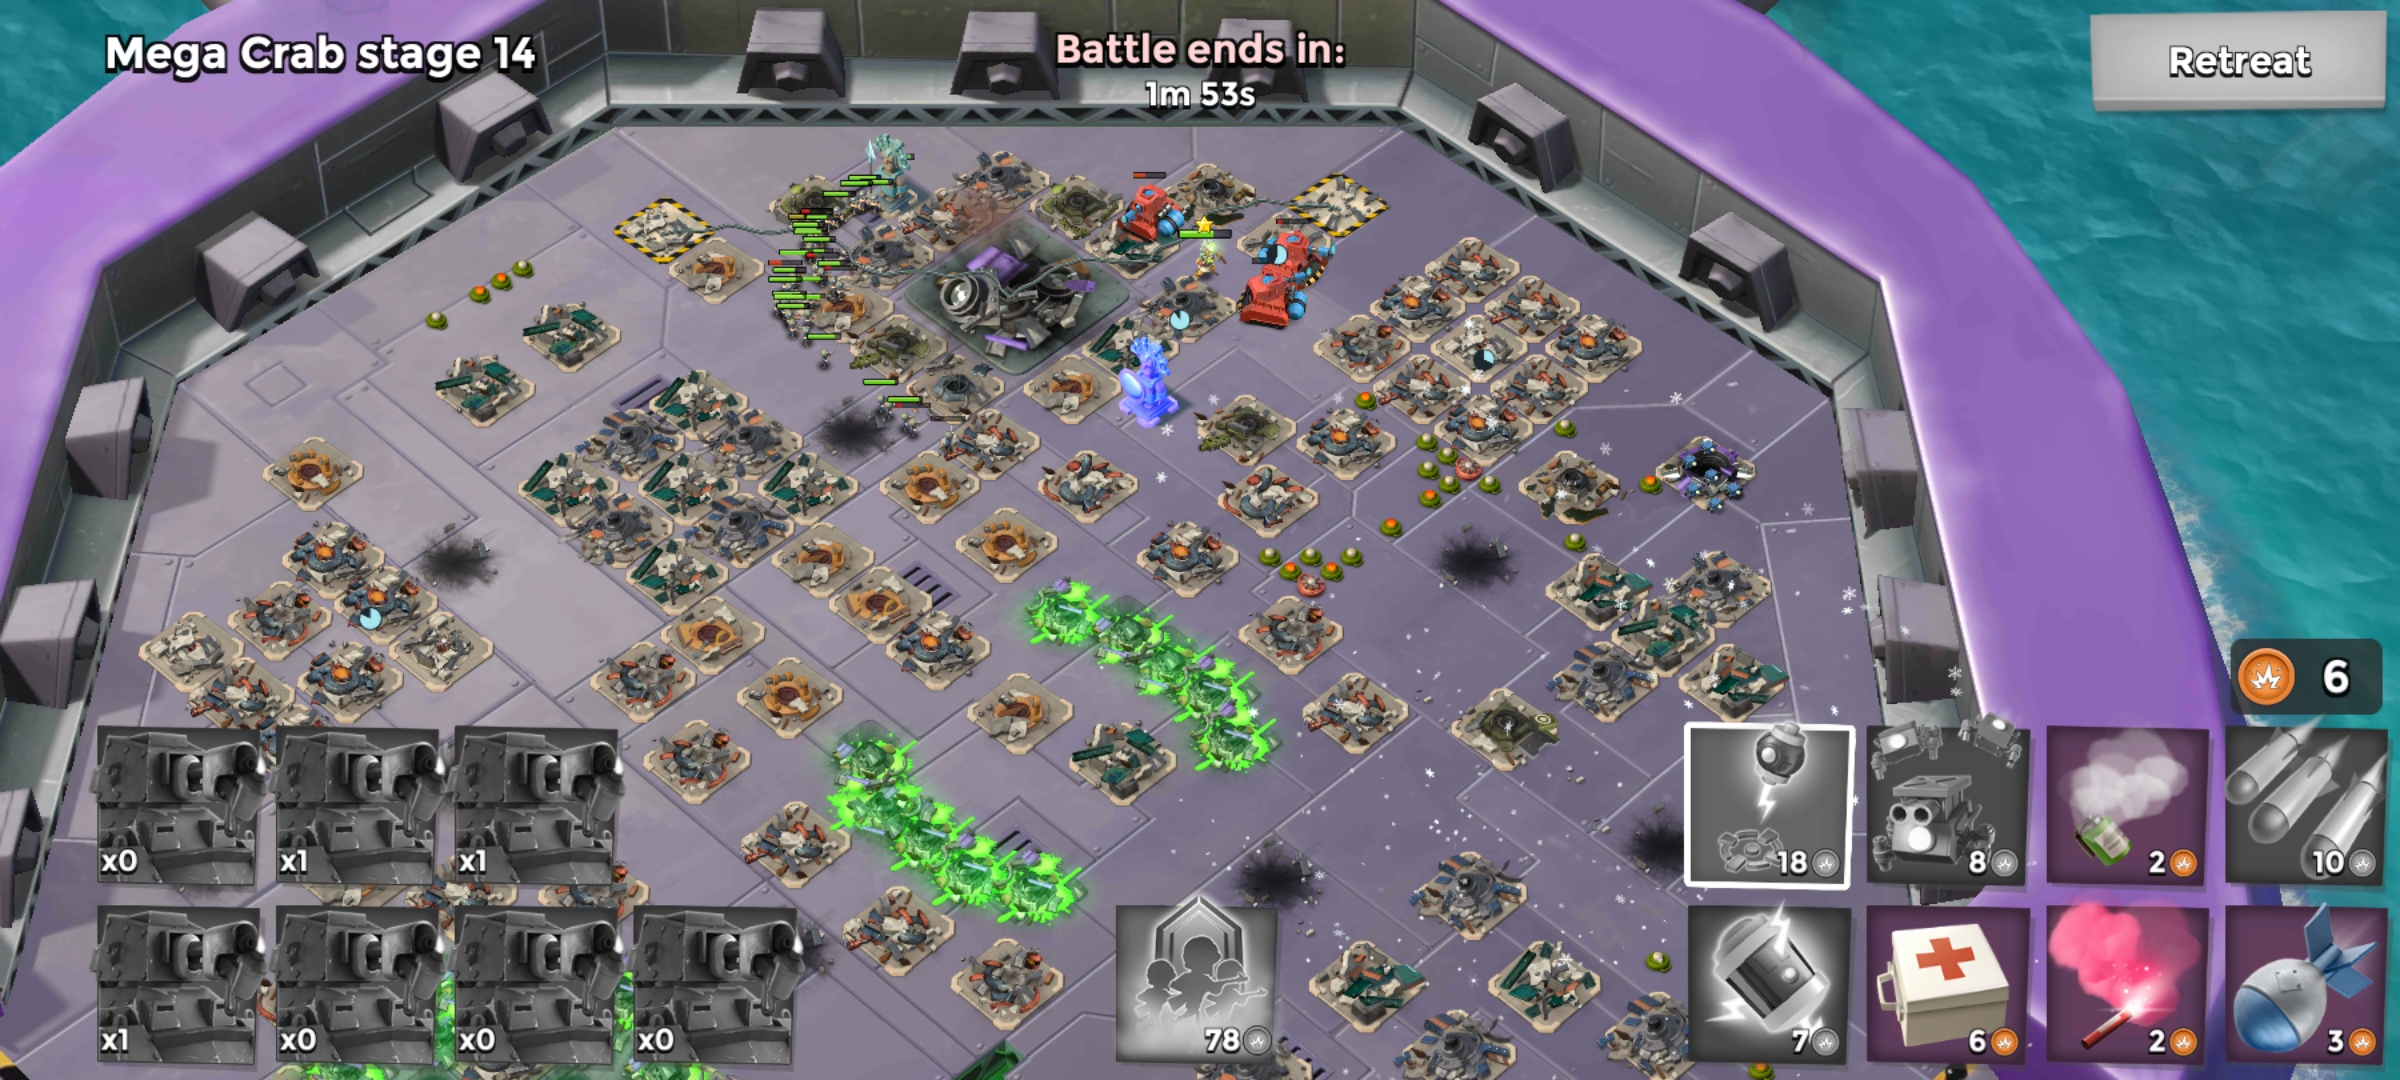 Mega Crab stage 14
Battle ends in:
1m 53s
Retreat
6
x0
x1
x1
18
8
2
10
x1
x0
x0
x0
78
7
6
2
3